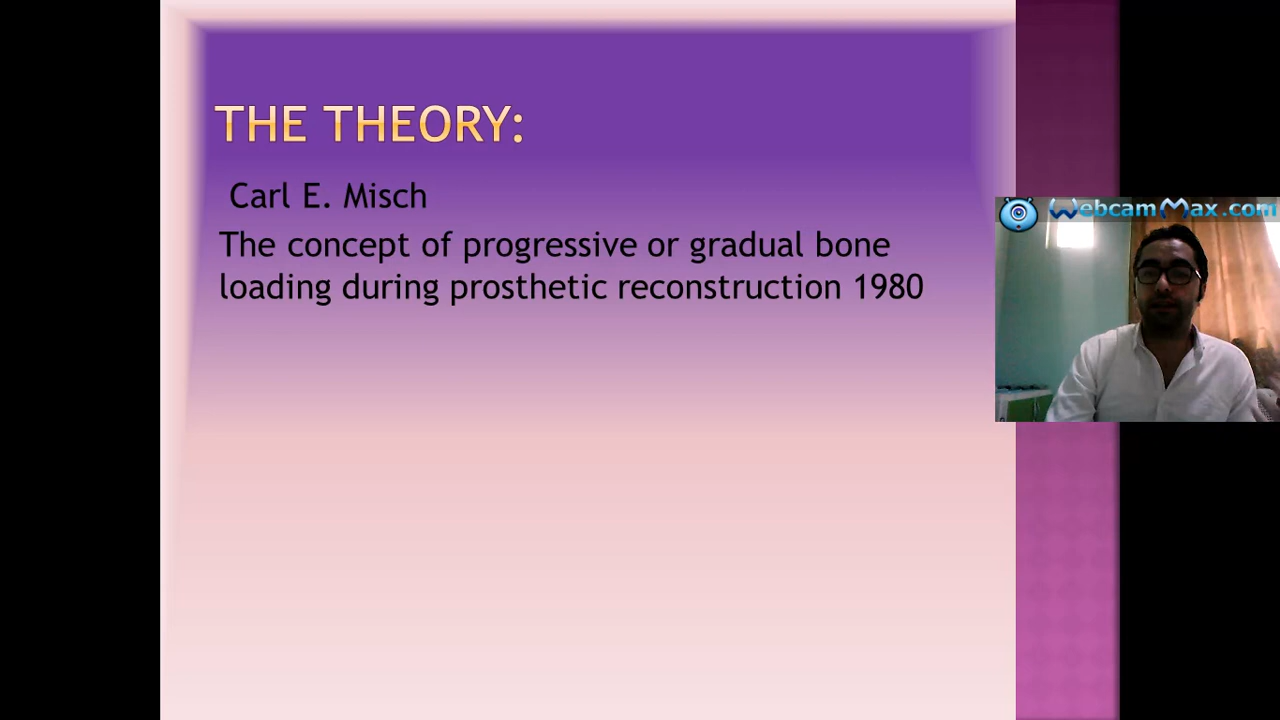 THE THEORY:
Carl E. Misch
The concept of progressive or gradual bone
loading during prosthetic reconstruction 1980
WebcamMax.com